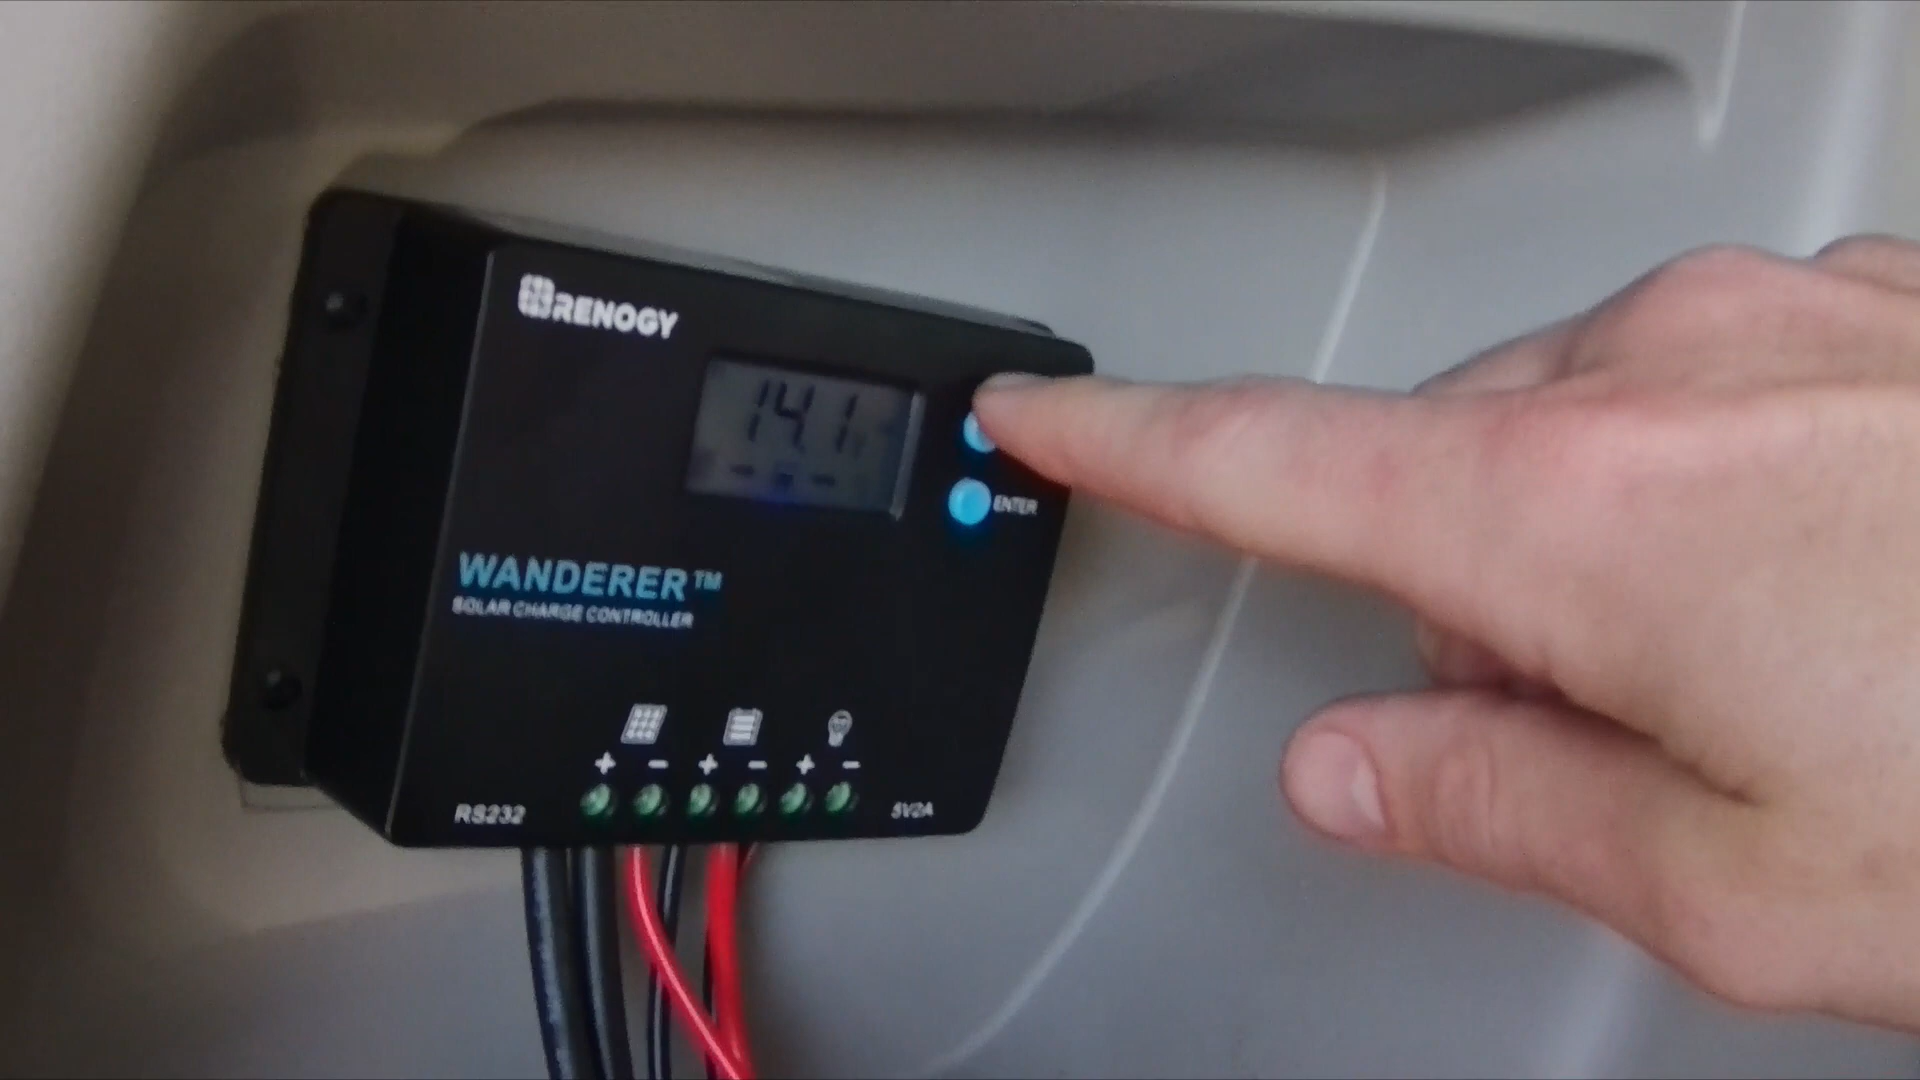 RENOGY
14.1
ENTER
WANDERER™
SOLAR CHARGE CONTROLLER
+ − + − + −
RS232
5V2A